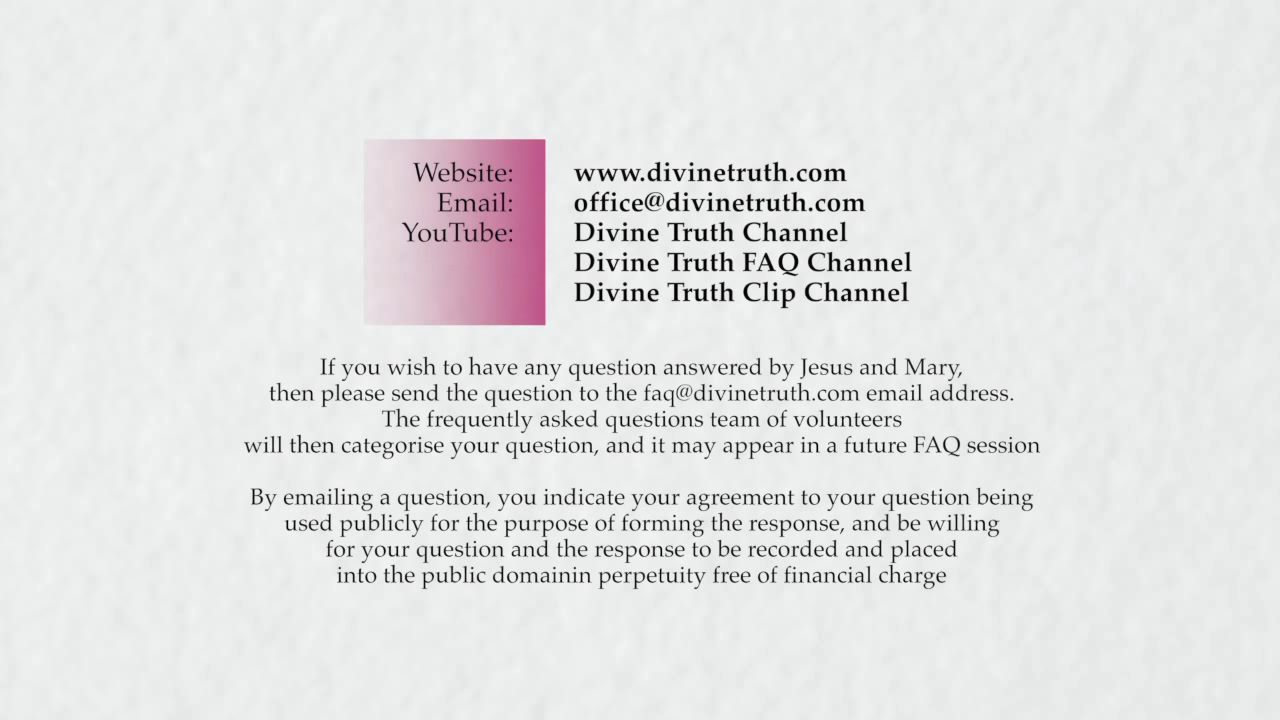 Website: www.divinetruth.com
Email: office@divinetruth.com
YouTube: Divine Truth Channel
Divine Truth FAQ Channel
Divine Truth Clip Channel
If you wish to have any question answered by Jesus and Mary,
then please send the question to the faq@divinetruth.com email address.
The frequently asked questions team of volunteers
will then categorise your question, and it may appear in a future FAQ session
By emailing a question, you indicate your agreement to your question being
used publicly for the purpose of forming the response, and be willing
for your question and the response to be recorded and placed
into the public domainin perpetuity free of financial charge